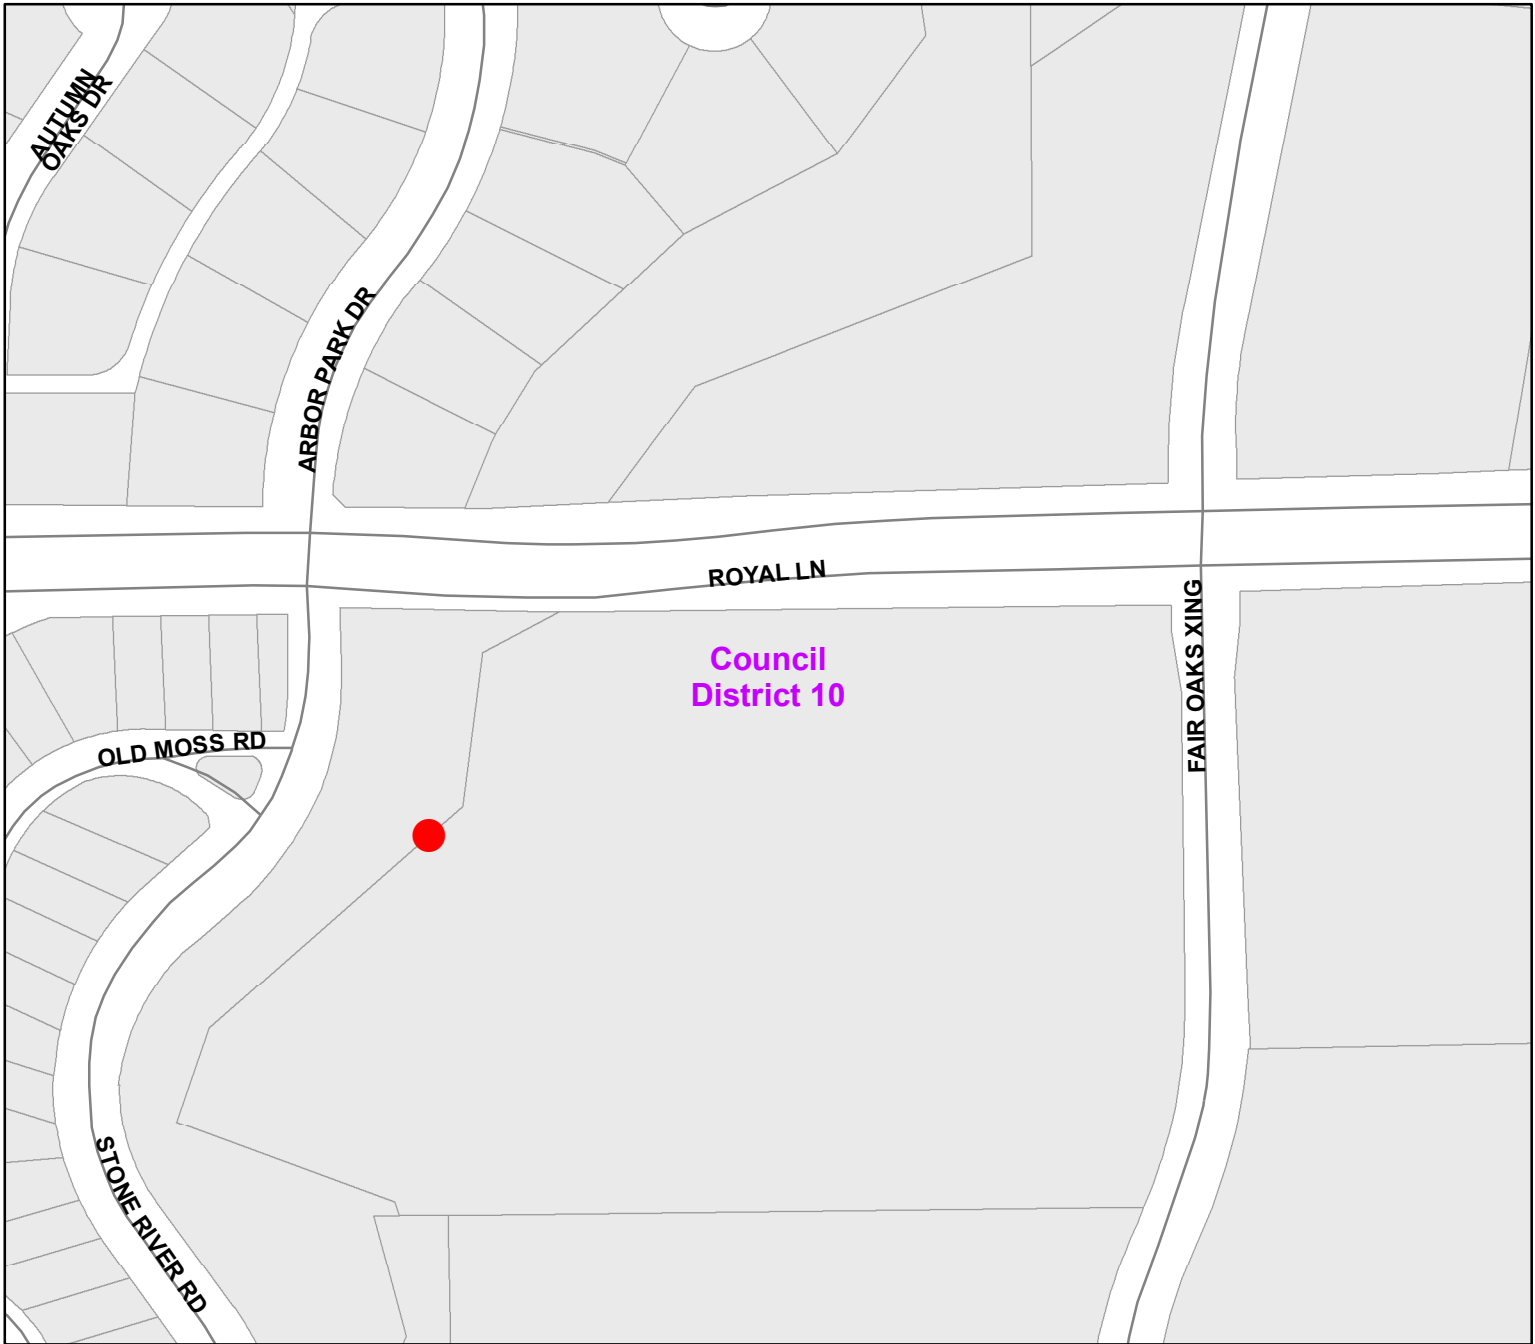 AUTUMN
OAKS DR
ARBOR PARK DR
ROYAL LN
Council
District 10
FAIR OAKS XING
OLD MOSS RD
STONE RIVER RD